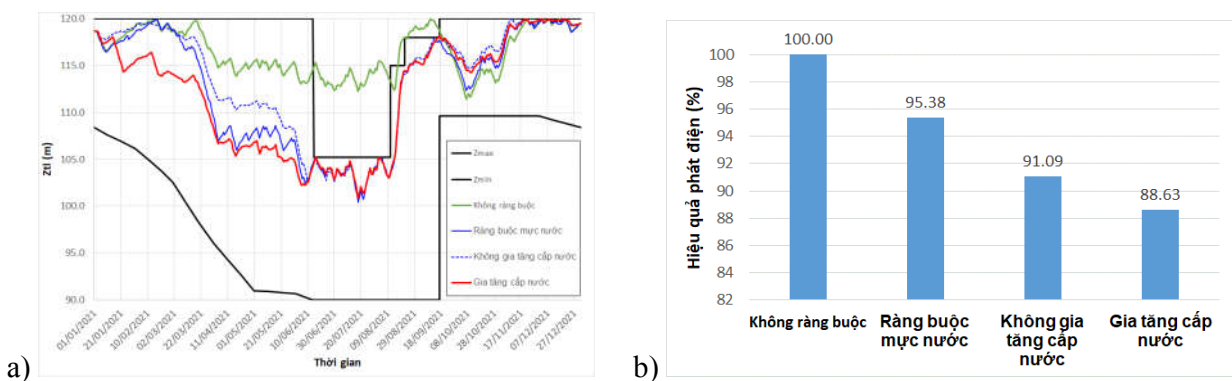 120.0
115.0
110.0
105.0
100.0
95.0
90.0
Ztl (m)
Zmax
Zmin
Không ràng buộc
Ràng buộc mực nước
Không gia tăng cấp nước
Gia tăng cấp nước
01/01/2021
21/01/2021
10/02/2021
02/03/2021
22/03/2021
11/04/2021
01/05/2021
21/05/2021
10/06/2021
30/06/2021
20/07/2021
09/08/2021
29/08/2021
18/09/2021
08/10/2021
28/10/2021
17/11/2021
07/12/2021
27/12/2021
Thời gian
a)
Hiệu quả phát điện (%)
100
98
96
94
92
90
88
86
84
82
100.00
95.38
91.09
88.63
Không ràng buộc
Ràng buộc
mực nước
Không gia
tăng cấp
nước
Gia tăng cấp
nước
b)